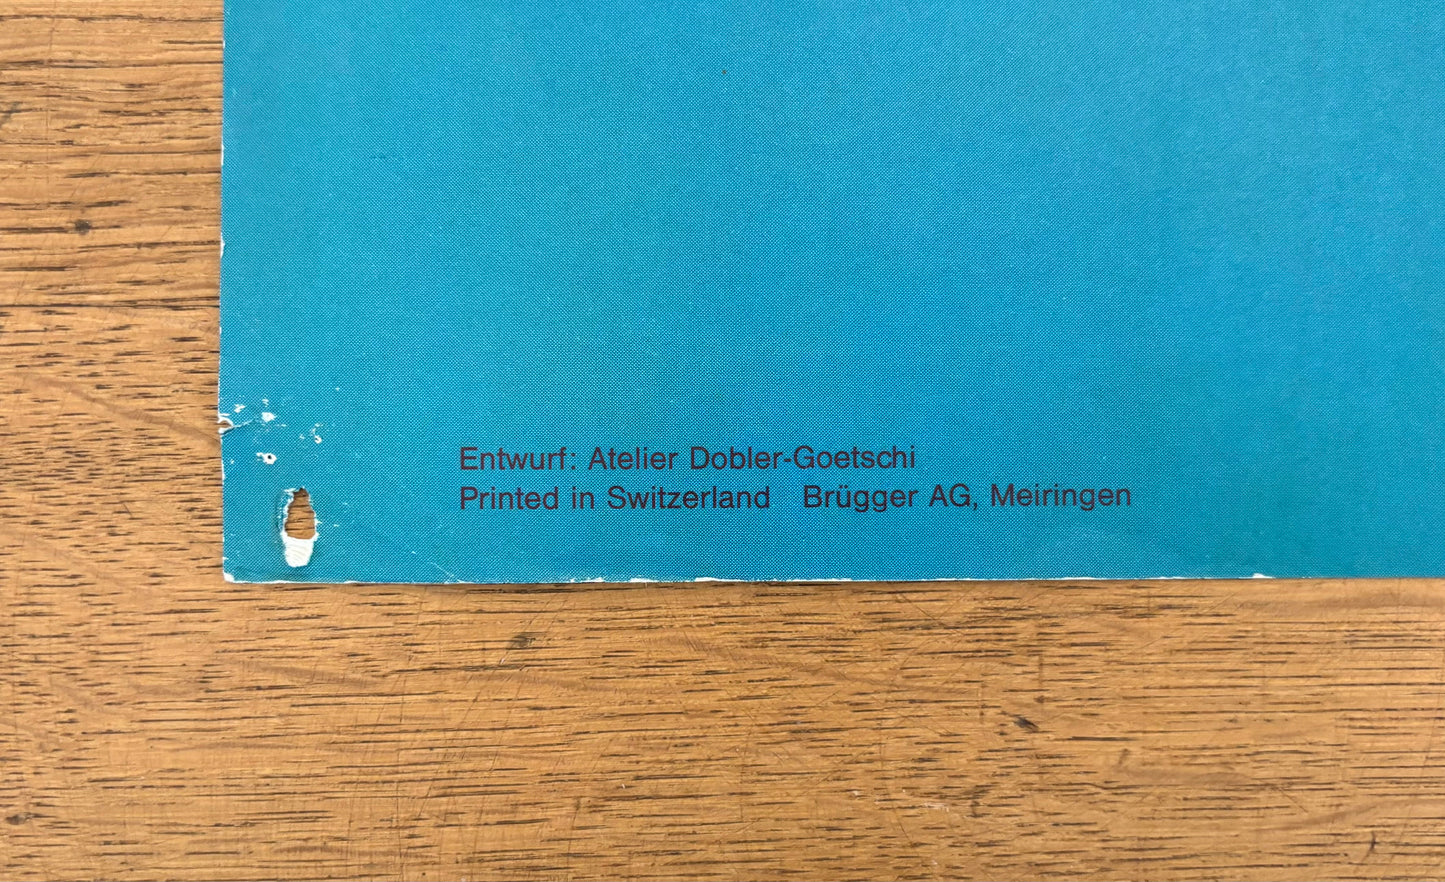 Entwurf: Atelier Dobler-Goetschi
Printed in Switzerland Brügger AG, Meiringen